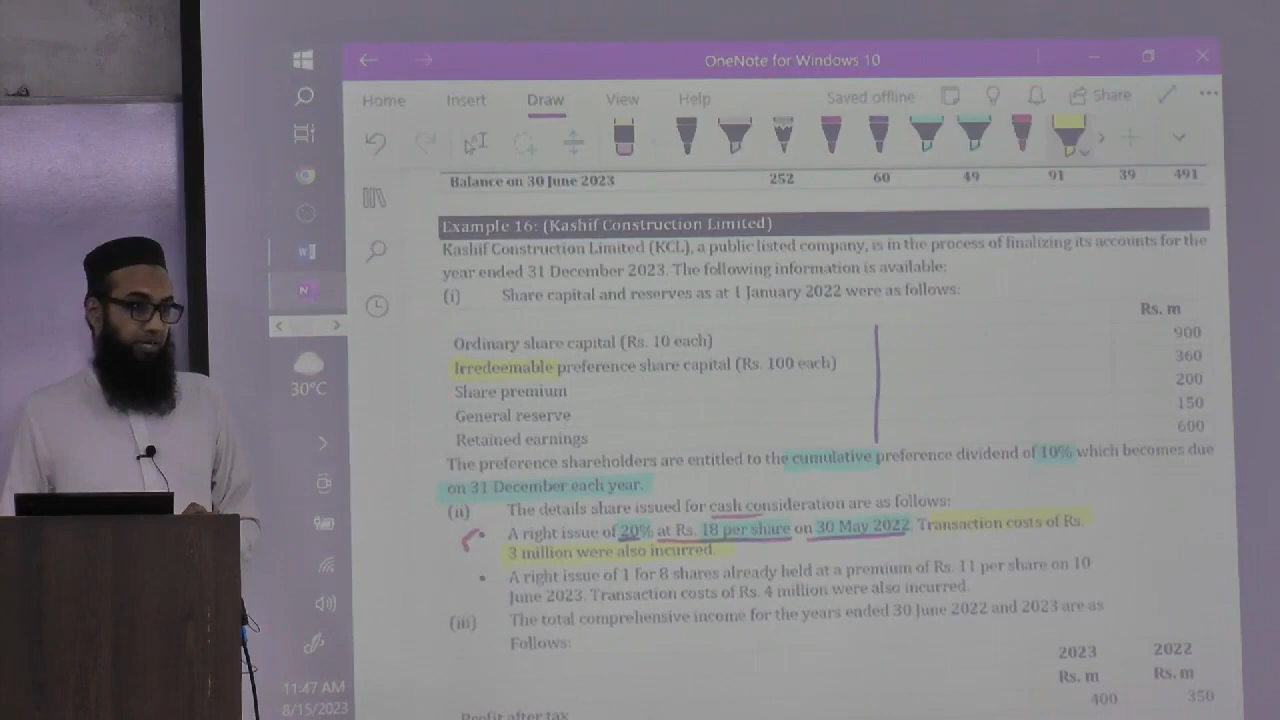 OneNote for Windows 10
Home Insert Draw View Help Saved offline Share
Balance on 30 June 2023 252 60 49 91 39 491
Example 16: (Kashif Construction Limited)
Kashif Construction Limited (KCL), a public listed company, is in the process of finalizing its accounts for the
year ended 31 December 2023. The following information is available:
(i) Share capital and reserves as at 1 January 2022 were as follows:
Rs. m
Ordinary share capital (Rs. 10 each) 900
Irredeemable preference share capital (Rs. 100 each) 360
Share premium 200
General reserve 150
Retained earnings 600
The preference shareholders are entitled to the cumulative preference dividend of 10% which becomes due
on 31 December each year.
(ii) The details share issued for cash consideration are as follows:
• A right issue of 20% at Rs. 18 per share on 30 May 2022 Transaction costs of Rs.
3 million were also incurred.
• A right issue of 1 for 8 shares already held at a premium of Rs. 11 per share on 10
June 2023. Transaction costs of Rs. 4 million were also incurred.
(iii) The total comprehensive income for the years ended 30 June 2022 and 2023 are as
Follows:
2023 2022
Rs. m Rs. m
Profit after tax 400 350
30°C
11:47 AM
8/15/2023